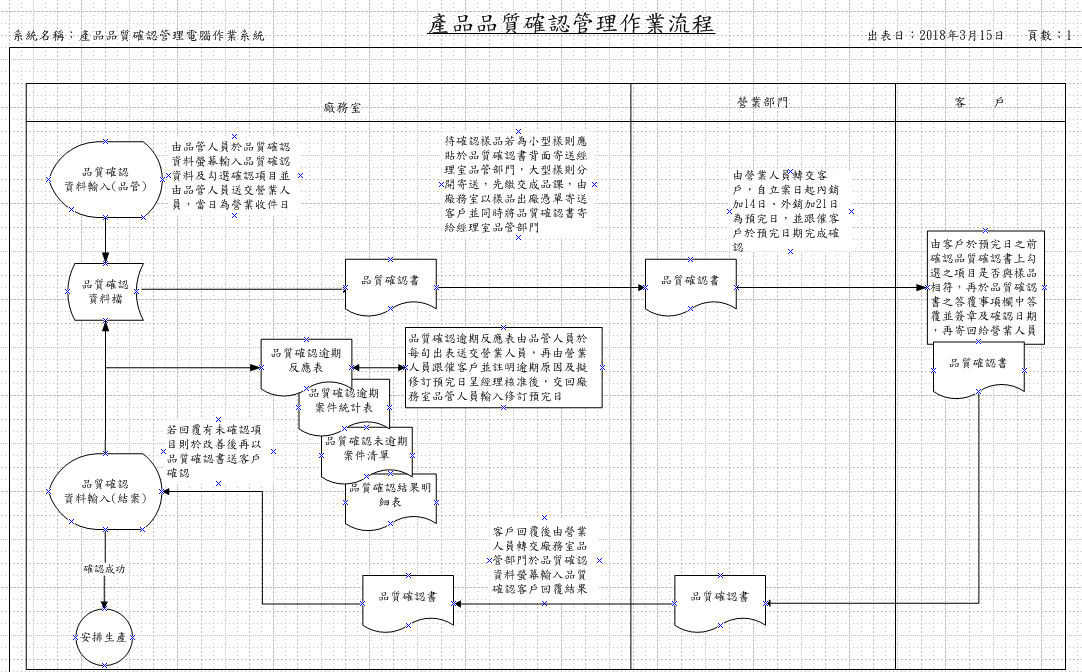 產品品質確認管理作業流程
系統名稱：產品品質確認管理電腦作業系統
出表日：2018年3月15日
頁數：1
廠務室
營業部門
客　戶
品質確認
資料輸入(品管)
由品管人員於品質確認
資料螢幕輸入品質確認
資料及勾選確認項目並
由品管人員送交營業人
員，當日為營業收件日
待確認樣品若為小型樣則應
貼於品質確認書背面寄送經
理室品管部門，大型樣則分
開寄送，先繳交成品課，由
廠務室以樣品出廠憑單寄送
客戶並同時將品質確認書寄
給經理室品管部門
由營業人員轉交客
戶，自立案日起內銷
加14日、外銷加21日
為預完日，並跟催客
戶於預完日期完成確
認
品質確認
資料檔
品質確認書
品質確認書
由客戶於預完日之前
確認品質確認書上勾
選之項目是否與樣品
相符，再於品質確認
書之答覆事項欄中答
覆並簽章及確認日期
，再寄回給營業人員
品質確認書
品質確認逾期
反應表
品質確認逾期反應表由品管人員於
每旬出表送交營業人員，再由營業
人員跟催客戶並註明逾期原因及擬
修訂預完日呈經理核准後，交回廠
務室品管人員輸入修訂預完日
品質確認逾期
案件統計表
品質確認未逾期
案件清單
品質確認結果明
細表
若回覆有未確認項
目則於改善後再以
品質確認書送客戶
確認
品質確認
資料輸入(結案)
客戶回覆後由營業
人員轉交廠務室品
管部門於品質確認
資料螢幕輸入品質
確認客戶回覆結果
確認成功
品質確認書
品質確認書
安排生產